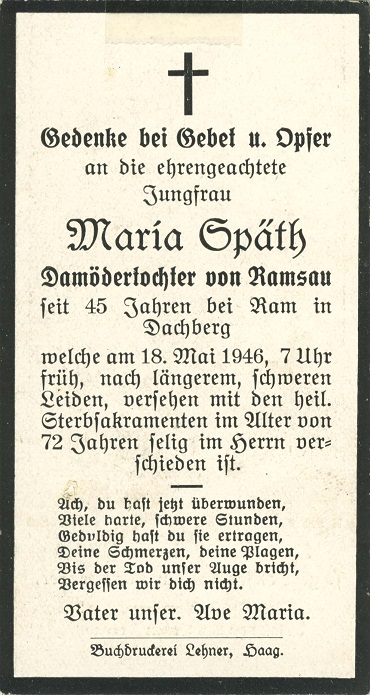 Gedenke bei Gebet u. Opfer
an die ehrengeachtete
Jungfrau
Maria Späth
Damödertochter von Ramsau
seit 45 Jahren bei Ram in
Dachberg
welche am 18. Mai 1946, 7 Uhr
früh, nach längerem, schweren
Leiden, versehen mit den heil.
Sterbsakramenten im Alter von
72 Jahren selig im Herrn ver-
schieden ist.
Ach, du hast jetzt überwunden,
Viele harte, schwere Stunden,
Geduldig hast du sie ertragen,
Deine Schmerzen, deine Plagen,
Bis der Tod unser Auge bricht,
Vergessen wir dich nicht.
Vater unser. Ave Maria.
Buchdruckerei Lehner, Haag.